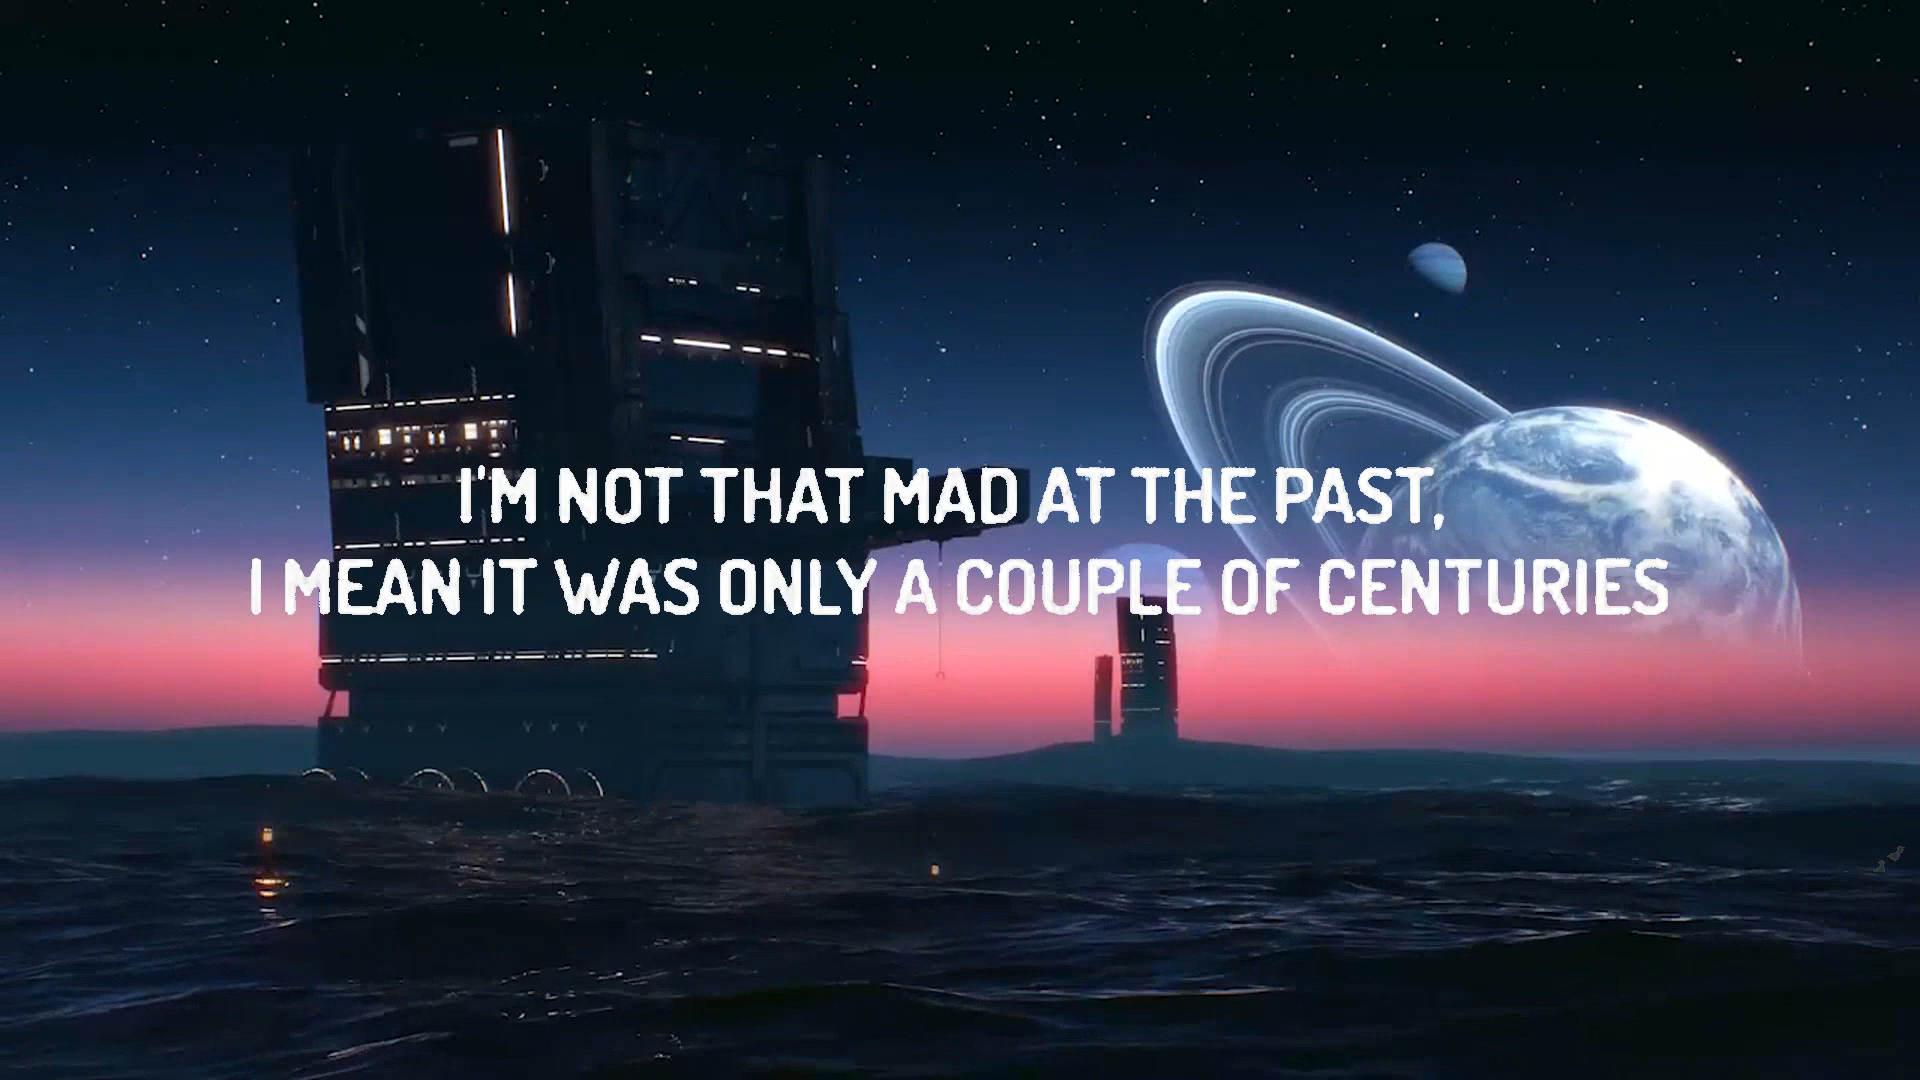 I'M NOT THAT MAD AT THE PAST,
I MEAN IT WAS ONLY A COUPLE OF CENTURIES